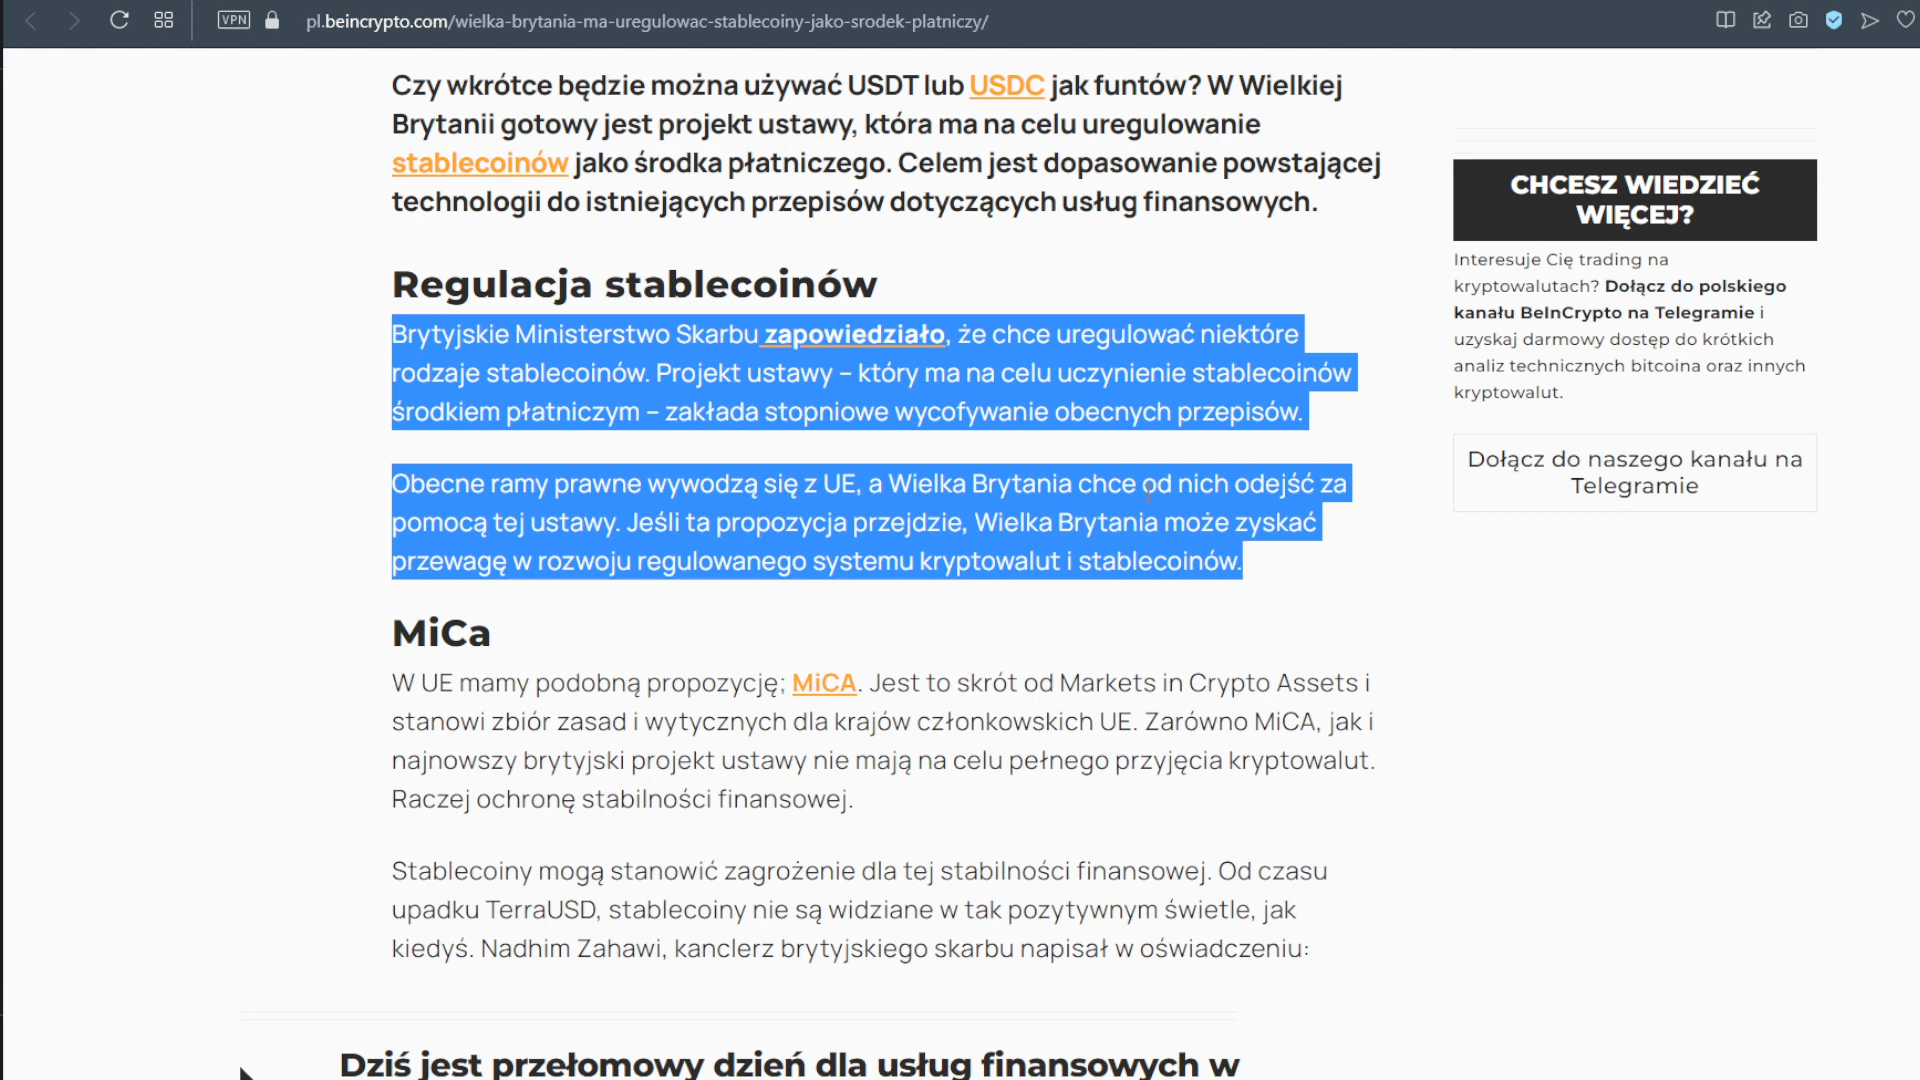 VPN
pl.beincrypto.com/wielka-brytania-ma-uregulowac-stablecoiny-jako-srodek-platniczy/
Czy wkrótce będzie można używać USDT lub USDC jak funtów? W Wielkiej
Brytanii gotowy jest projekt ustawy, która ma na celu uregulowanie
stablecoinów jako środka płatniczego. Celem jest dopasowanie powstającej
technologii do istniejących przepisów dotyczących usług finansowych.
Regulacja stablecoinów
Brytyjskie Ministerstwo Skarbu zapowiedziało, że chce uregulować niektóre
rodzaje stablecoinów. Projekt ustawy – który ma na celu uczynienie stablecoinów
środkiem płatniczym – zakłada stopniowe wycofywanie obecnych przepisów.
Obecne ramy prawne wywodzą się z UE, a Wielka Brytania chce od nich odejść za
pomocą tej ustawy. Jeśli ta propozycja przejdzie, Wielka Brytania może zyskać
przewagę w rozwoju regulowanego systemu kryptowalut i stablecoinów.
MiCa
W UE mamy podobną propozycję; MiCA. Jest to skrót od Markets in Crypto Assets i
stanowi zbiór zasad i wytycznych dla krajów członkowskich UE. Zarówno MiCA, jak i
najnowszy brytyjski projekt ustawy nie mają na celu pełnego przyjęcia kryptowalut.
Raczej ochronę stabilności finansowej.
Stablecoiny mogą stanowić zagrożenie dla tej stabilności finansowej. Od czasu
upadku TerraUSD, stablecoiny nie są widziane w tak pozytywnym świetle, jak
kiedyś. Nadhim Zahawi, kanclerz brytyjskiego skarbu napisał w oświadczeniu:
Dziś jest przełomowy dzień dla usług finansowych w
CHCESZ WIEDZIEĆ
WIĘCEJ?
Interesuje Cię trading na
kryptowalutach? Dołącz do polskiego
kanału BeInCrypto na Telegramie i
uzyskaj darmowy dostęp do krótkich
analiz technicznych bitcoina oraz innych
kryptowalut.
Dołącz do naszego kanału na
Telegramie